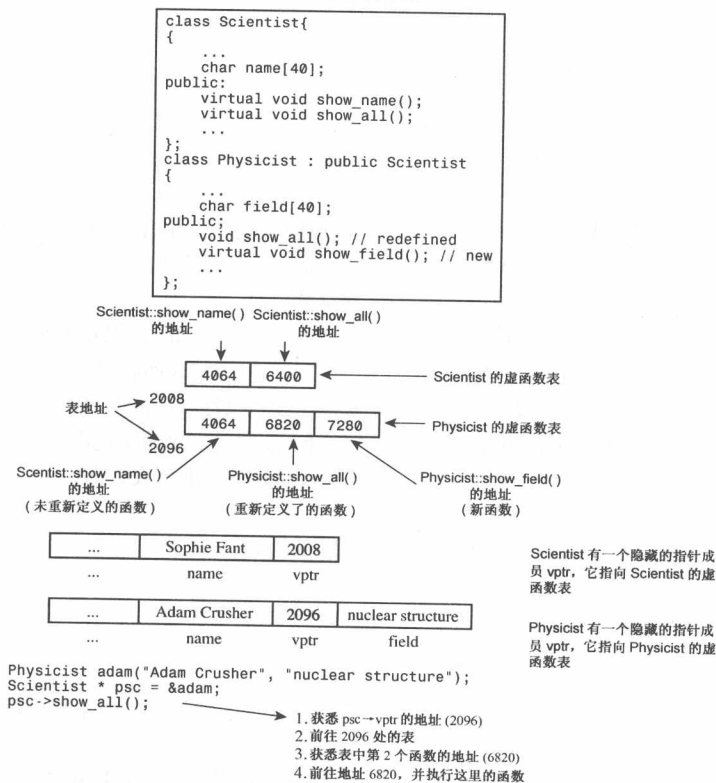 class Scientist{
{
...
char name[40];
public:
virtual void show_name();
virtual void show_all();
...
};
class Physicist : public Scientist
{
...
char field[40];
public;
void show_all(); // redefined
virtual void show_field(); // new
...
};
Scientist::show_name( )
的地址
Scientist::show_all( )
的地址
4064 6400
Scientist 的虚函数表
表地址
2008
4064 6820 7280
Physicist 的虚函数表
2096
Scentist::show_name( )
的地址
(未重新定义的函数)
Physicist::show_all( )
的地址
(重新定义了的函数)
Physicist::show_field( )
的地址
(新函数)
... Sophie Fant 2008
... name vptr
Scientist 有一个隐藏的指针成
员 vptr，它指向 Scientist 的虚
函数表
... Adam Crusher 2096 nuclear structure
... name vptr field
Physicist 有一个隐藏的指针成
员 vptr，它指向 Physicist 的虚
函数表
Physicist adam("Adam Crusher", "nuclear structure");
Scientist * psc = &adam;
psc->show_all();
1. 获悉 psc→vptr 的地址 (2096)
2. 前往 2096 处的表
3. 获悉表中第 2 个函数的地址 (6820)
4. 前往地址 6820，并执行这里的函数